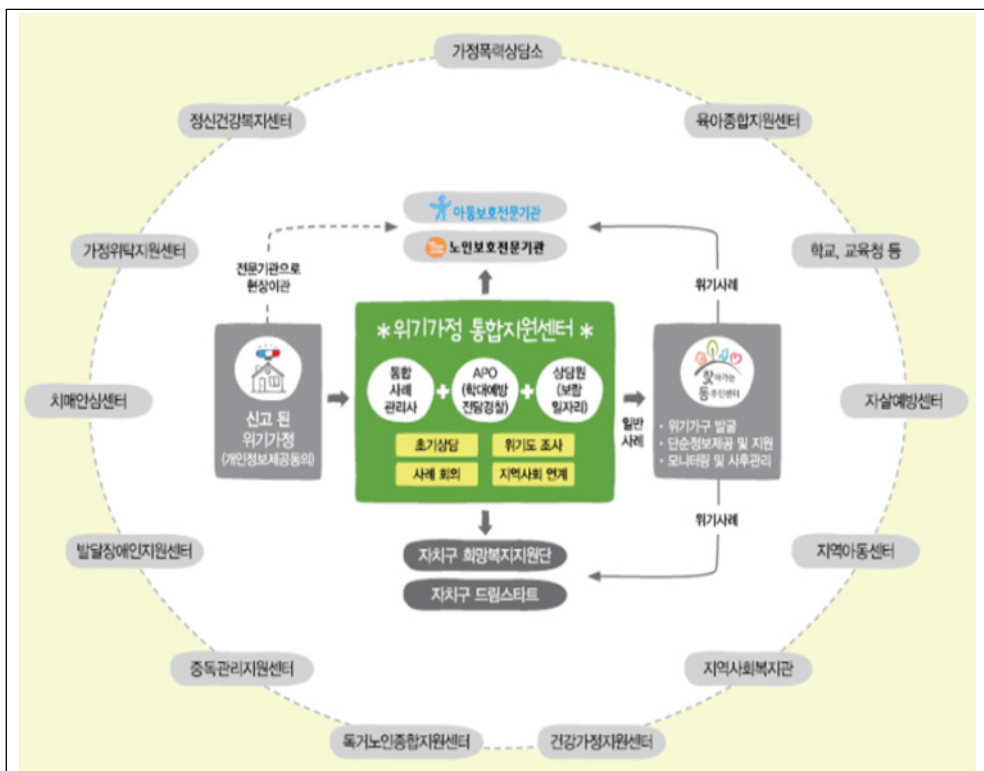 가정폭력상담소
정신건강복지센터
육아종합지원센터
아동보호전문기관
노인보호전문기관
가정위탁지원센터
학교, 교육청 등
전문기관으로
현장이관
위기사례
*위기가정 통합지원센터*
통합
사례
관리사
+
APO
(학대예방
전담경찰)
+
상담원
(보람
일자리)
찾아가는
동주민센터
치매안심센터
신고 된
위기가정
(개인정보제공동의)
초기상담
위기도 조사
사례 회의
지역사회 연계
일반
사례
· 위기가구 발굴
· 단순정보제공 및 지원
· 모니터링 및 사후관리
자살예방센터
위기사례
발달장애인지원센터
자치구 희망복지지원단
자치구 드림스타트
지역아동센터
중독관리지원센터
지역사회복지관
독거노인종합지원센터
건강가정지원센터